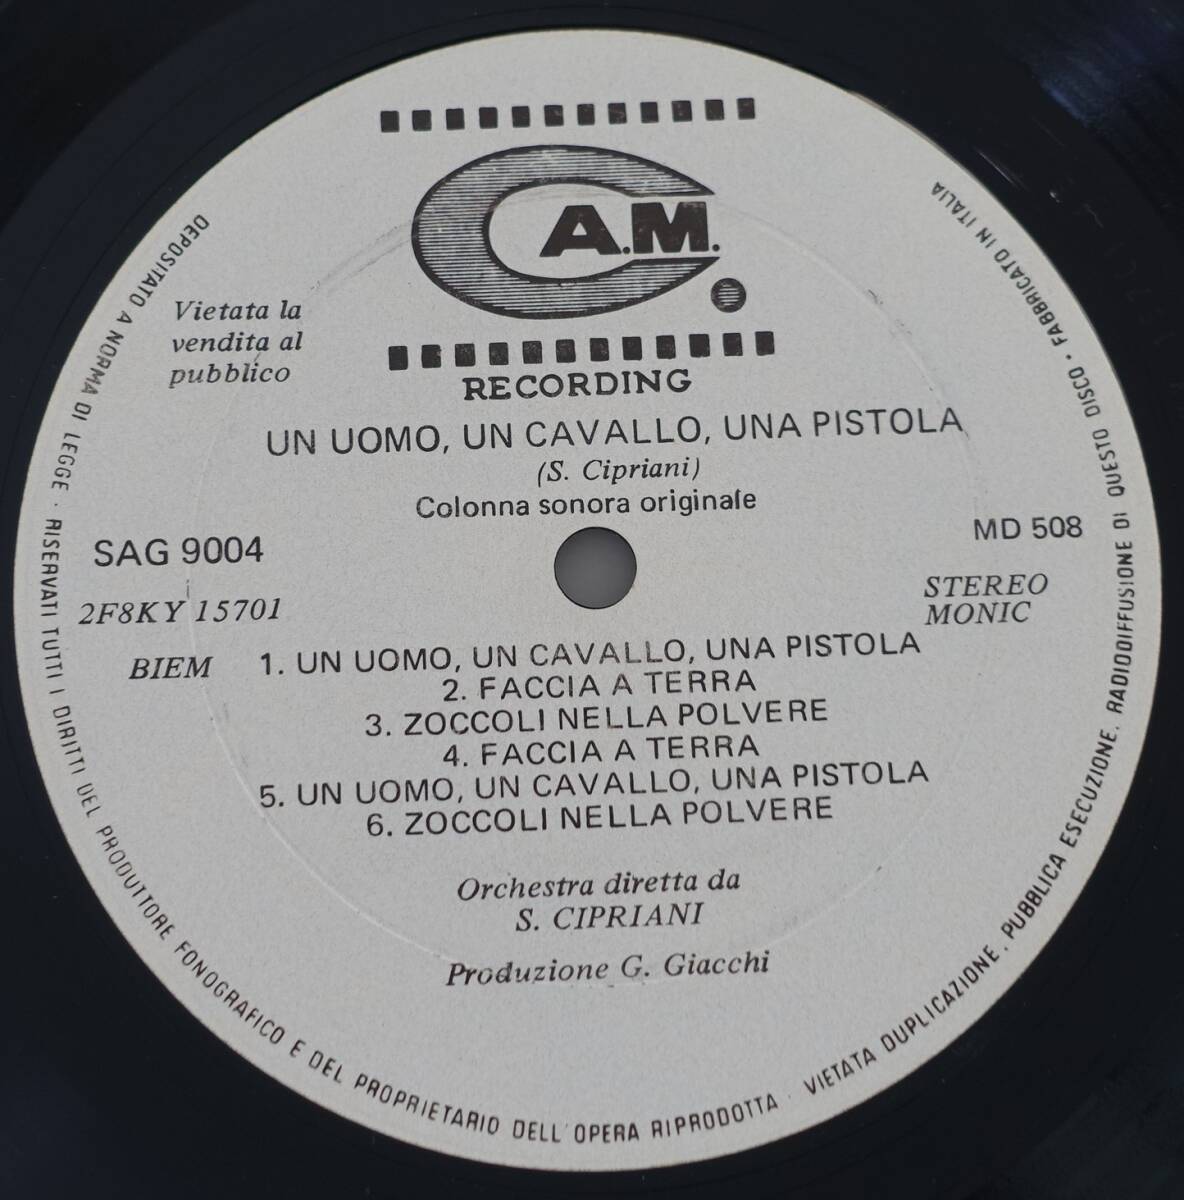 C.A.M.
RECORDING
Vietata la
vendita al
pubblico
UN UOMO, UN CAVALLO, UNA PISTOLA
(S. Cipriani)
Colonna sonora originale
SAG 9004
MD 508
2F8KY 15701
STEREO
MONIC
BIEM
1. UN UOMO, UN CAVALLO, UNA PISTOLA
2. FACCIA A TERRA
3. ZOCCOLI NELLA POLVERE
4. FACCIA A TERRA
5. UN UOMO, UN CAVALLO, UNA PISTOLA
6. ZOCCOLI NELLA POLVERE
Orchestra diretta da
S. CIPRIANI
Produzione G. Giacchi
DEPOSITATO A NORMA DI LEGGE · RISERVATI TUTTI I DIRITTI DEL PRODUTTORE FONOGRAFICO E DEL PROPRIETARIO DELL'OPERA RIPRODOTTA · VIETATA DUPLICAZIONE, PUBBLICA ESECUZIONE, RADIODIFFUSIONE DI QUESTO DISCO · FABBRICATO IN ITALIA